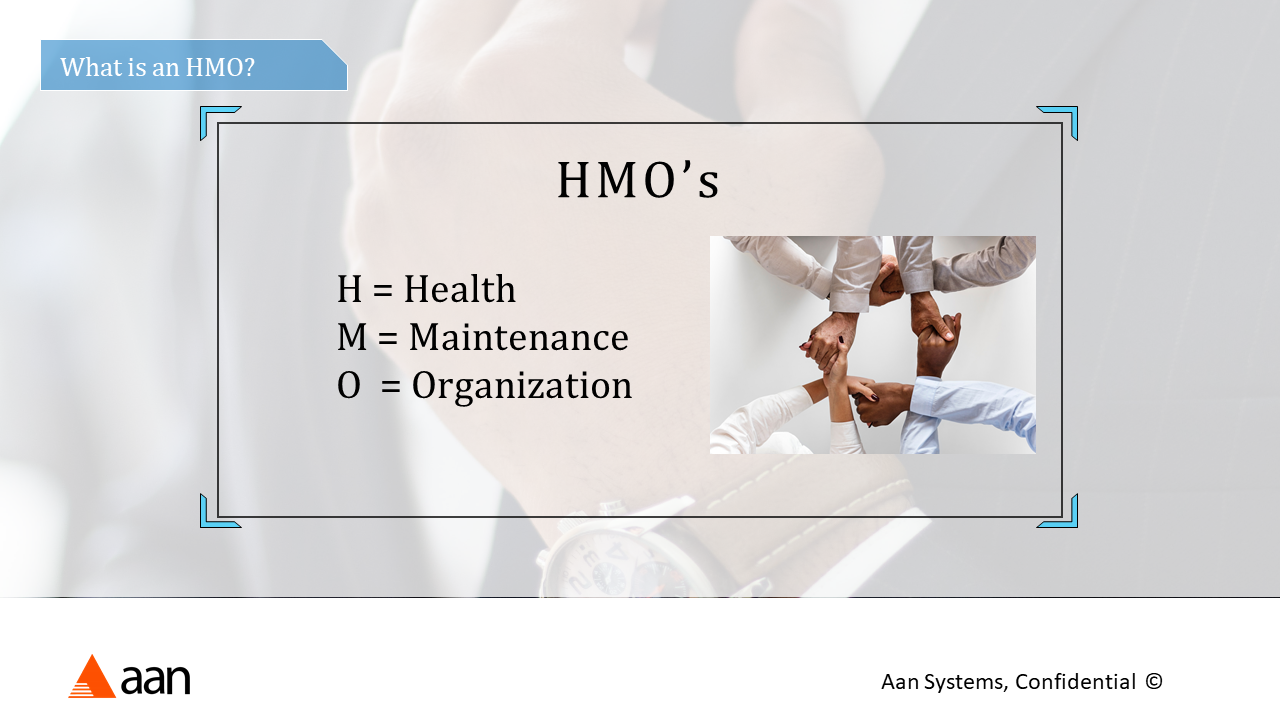 What is an HMO?
HMO’s
H = Health
M = Maintenance
O = Organization
aan
Aan Systems, Confidential ©